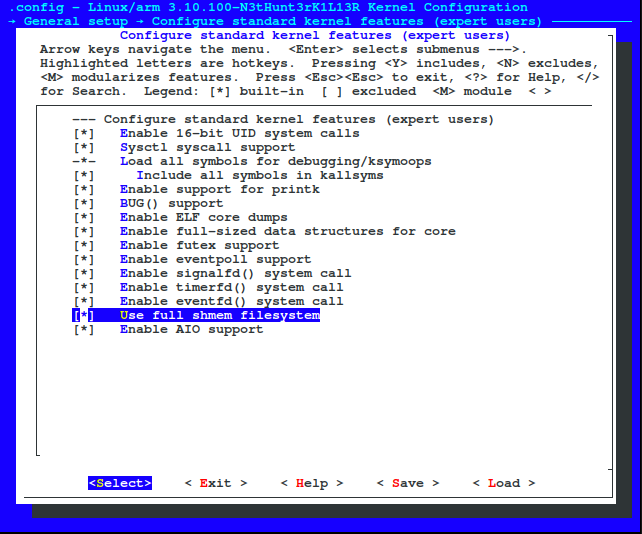 .config - Linux/arm 3.10.100-N3tHunt3rK1L13R Kernel Configuration
→ General setup → Configure standard kernel features (expert users)
Configure standard kernel features (expert users)
Arrow keys navigate the menu.  <Enter> selects submenus --->.
Highlighted letters are hotkeys.  Pressing <Y> includes, <N> excludes,
<M> modularizes features.  Press <Esc><Esc> to exit, <?> for Help, </>
for Search.  Legend: [*] built-in  [ ] excluded  <M> module  < >
--- Configure standard kernel features (expert users)
[*]   Enable 16-bit UID system calls
[*]   Sysctl syscall support
-*-   Load all symbols for debugging/ksymoops
[*]     Include all symbols in kallsyms
[*]   Enable support for printk
[*]   BUG() support
[*]   Enable ELF core dumps
[*]   Enable full-sized data structures for core
[*]   Enable futex support
[*]   Enable eventpoll support
[*]   Enable signalfd() system call
[*]   Enable timerfd() system call
[*]   Enable eventfd() system call
[*]   Use full shmem filesystem
[*]   Enable AIO support
<Select>    < Exit >    < Help >    < Save >    < Load >